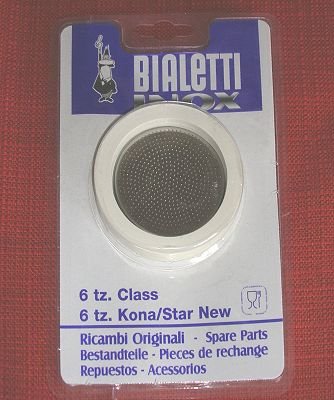 BIALETTI
INOX
6 tz. Class
6 tz. Kona/Star New
Ricambi Originali - Spare Parts
Bestandteile - Pieces de rechange
Repuestos - Accesorios